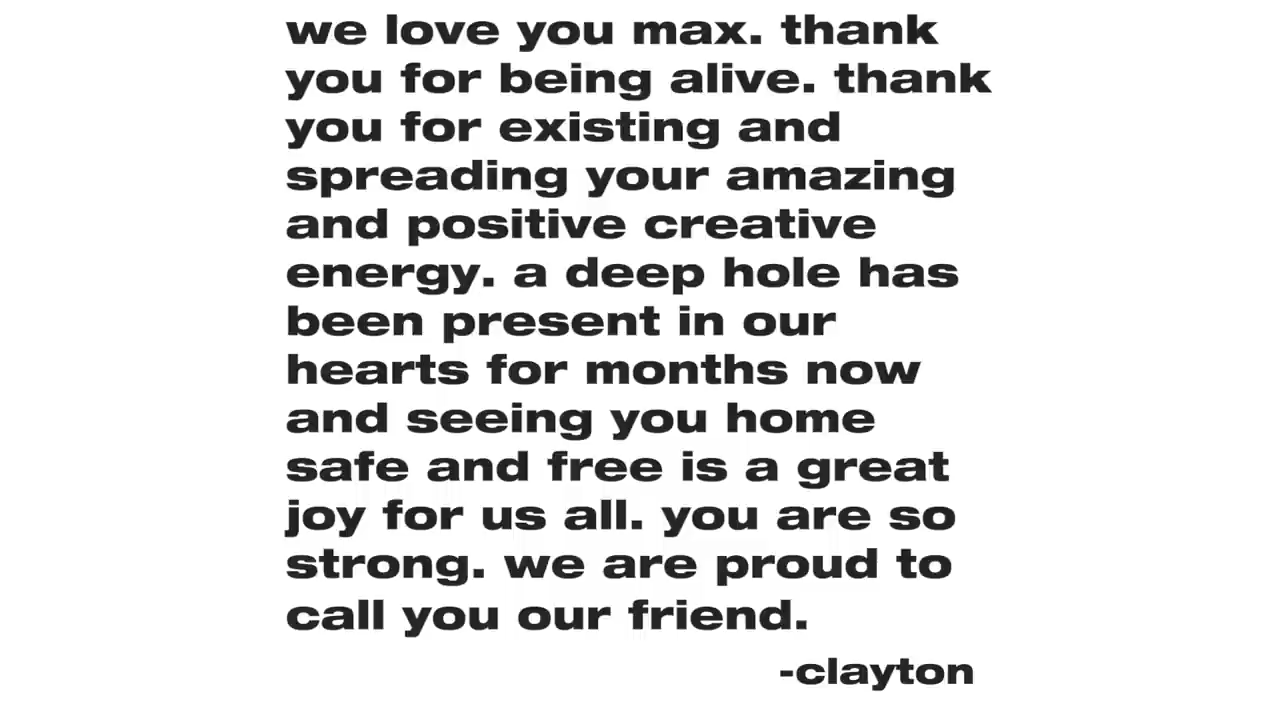 we love you max. thank
you for being alive. thank
you for existing and
spreading your amazing
and positive creative
energy. a deep hole has
been present in our
hearts for months now
and seeing you home
safe and free is a great
joy for us all. you are so
strong. we are proud to
call you our friend.
-clayton